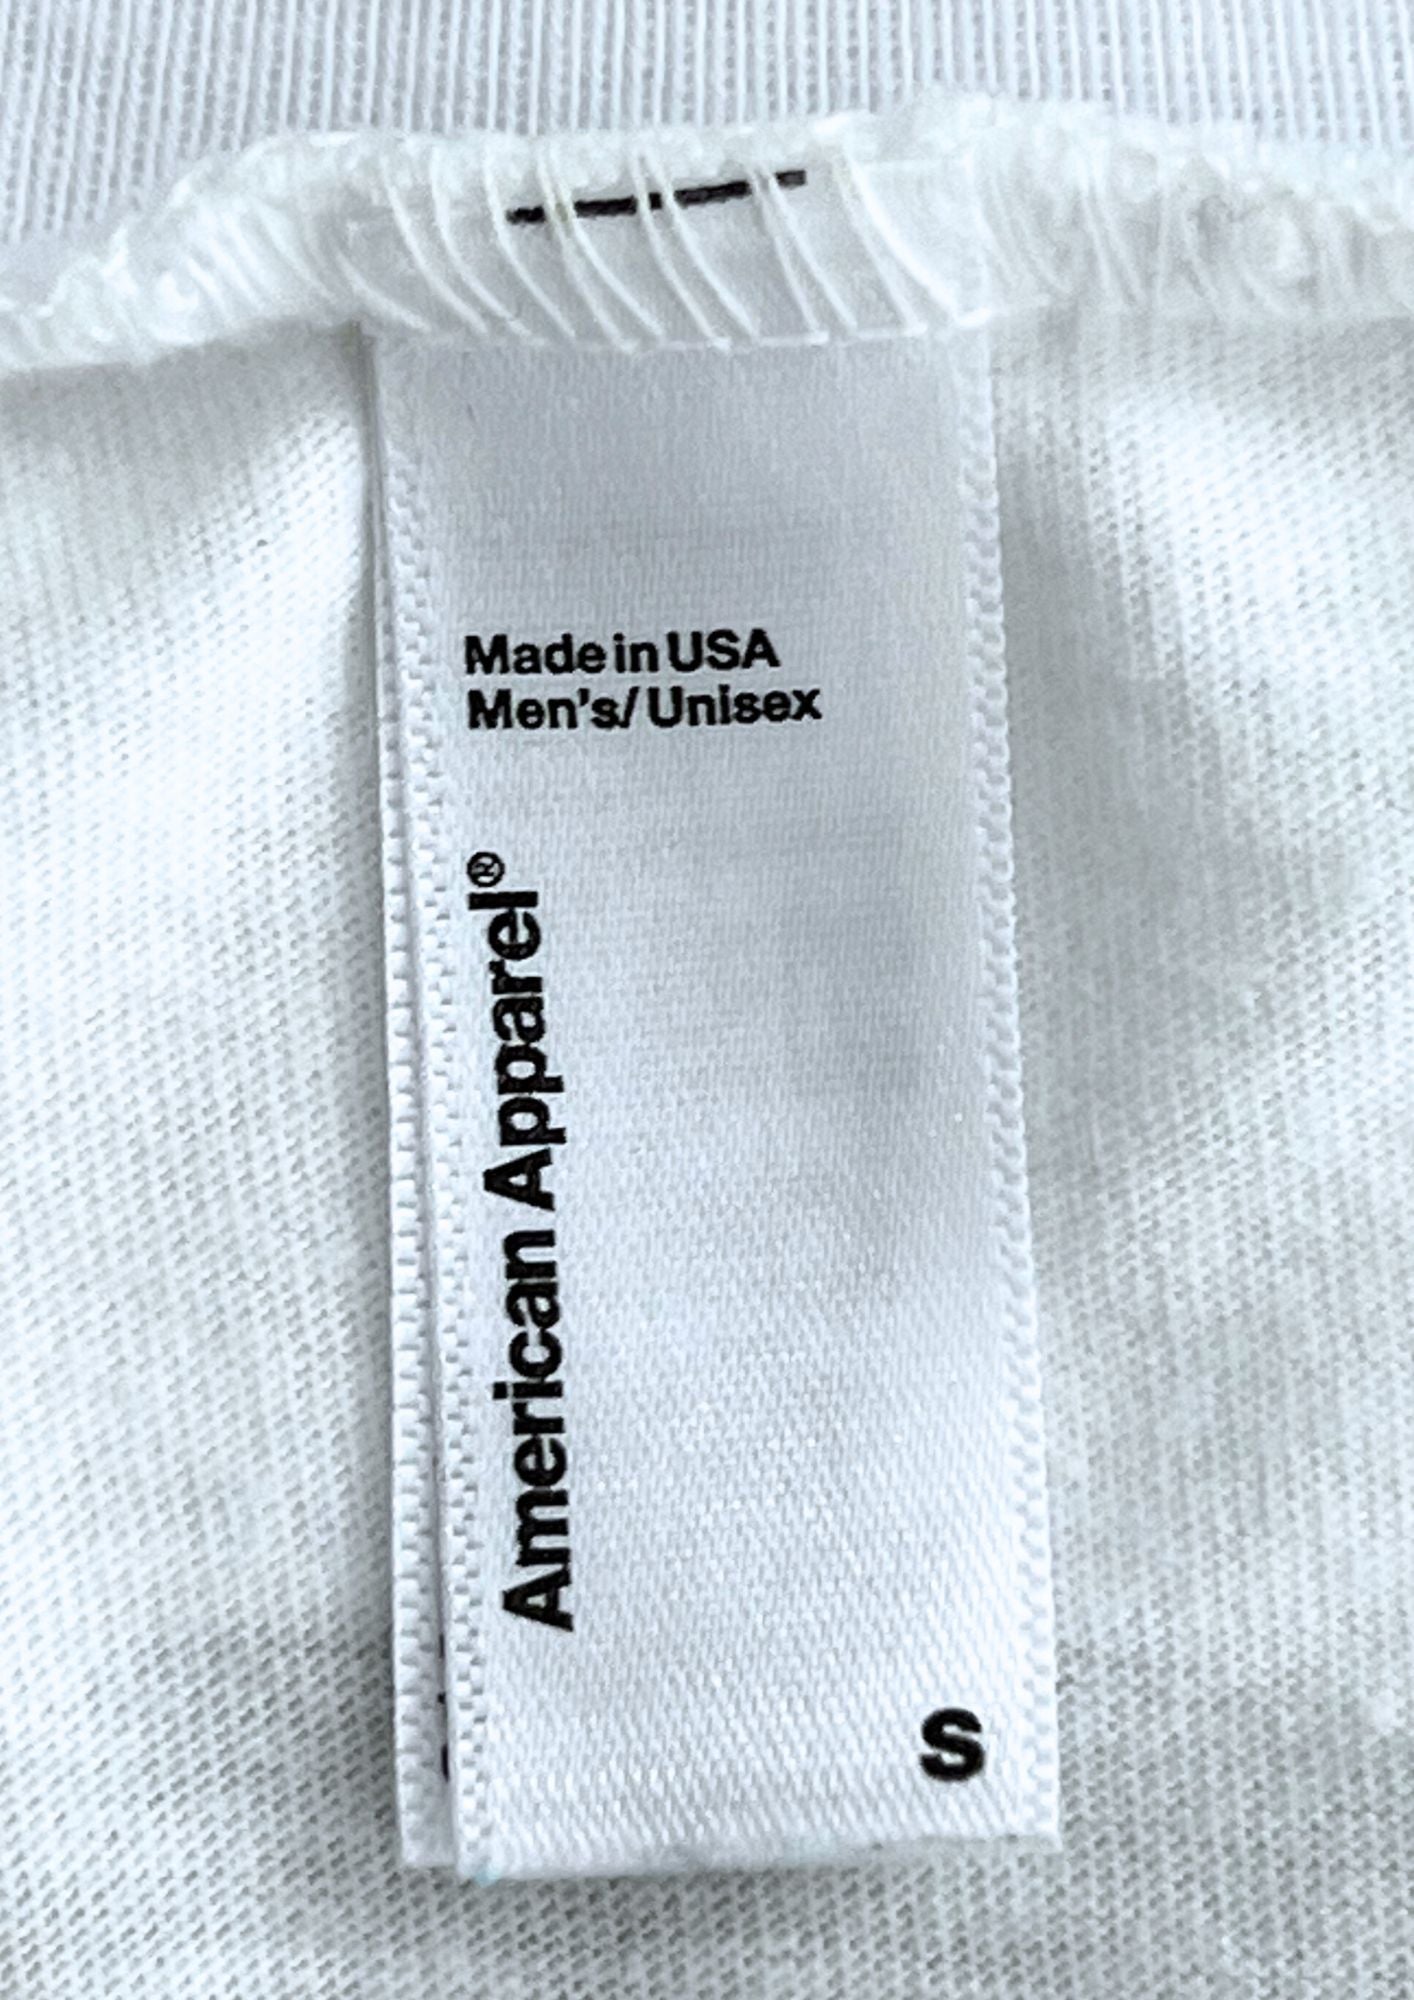 Made in USA
Men's/Unisex
American Apparel®
S